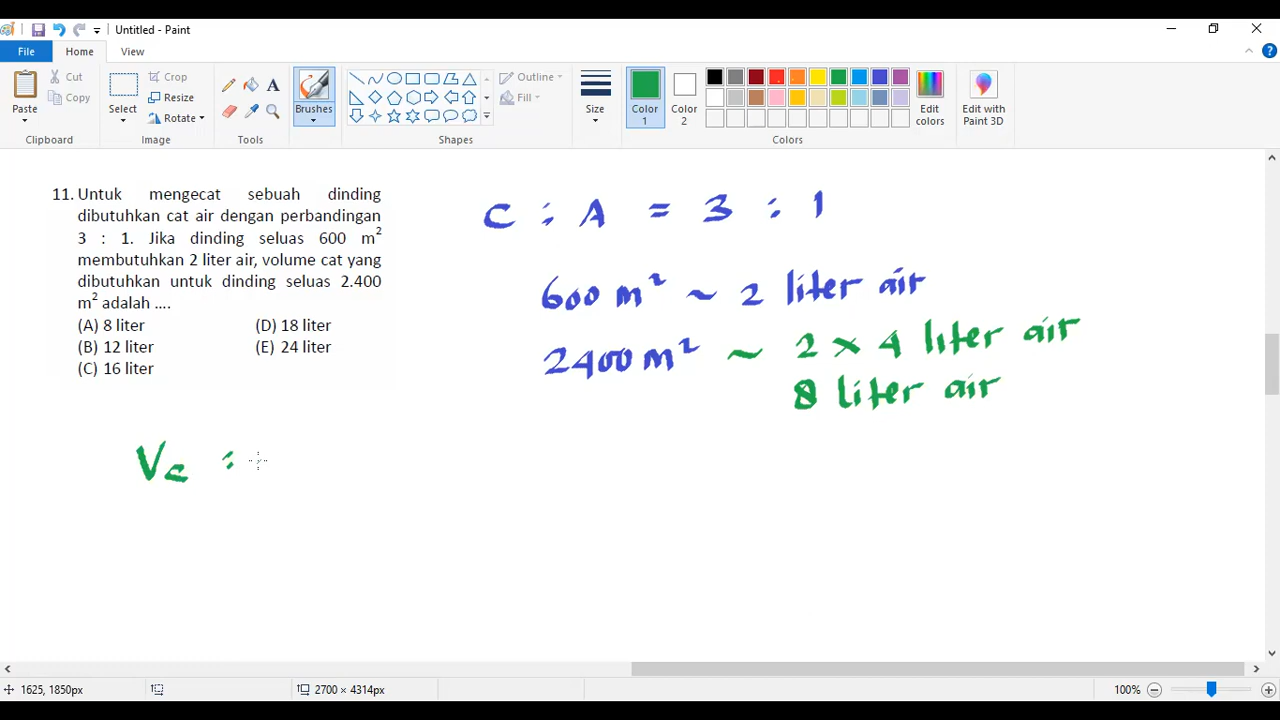 Untitled - Paint
File Home View
Paste
Cut
Copy
Clipboard
Select
Crop
Resize
Rotate
Image
Tools
Brushes
Outline
Fill
Shapes
Size
Color 1
Color 2
Edit colors
Colors
Edit with Paint 3D
11. Untuk mengecat sebuah dinding
dibutuhkan cat air dengan perbandingan
3 : 1. Jika dinding seluas 600 m²
membutuhkan 2 liter air, volume cat yang
dibutuhkan untuk dinding seluas 2.400
m² adalah ....
(A) 8 liter (D) 18 liter
(B) 12 liter (E) 24 liter
(C) 16 liter
C : A = 3 : 1
600 m² ~ 2 liter air
2400 m² ~ 2 x 4 liter air
8 liter air
Vc :
1625, 1850px 2700 × 4314px 100%